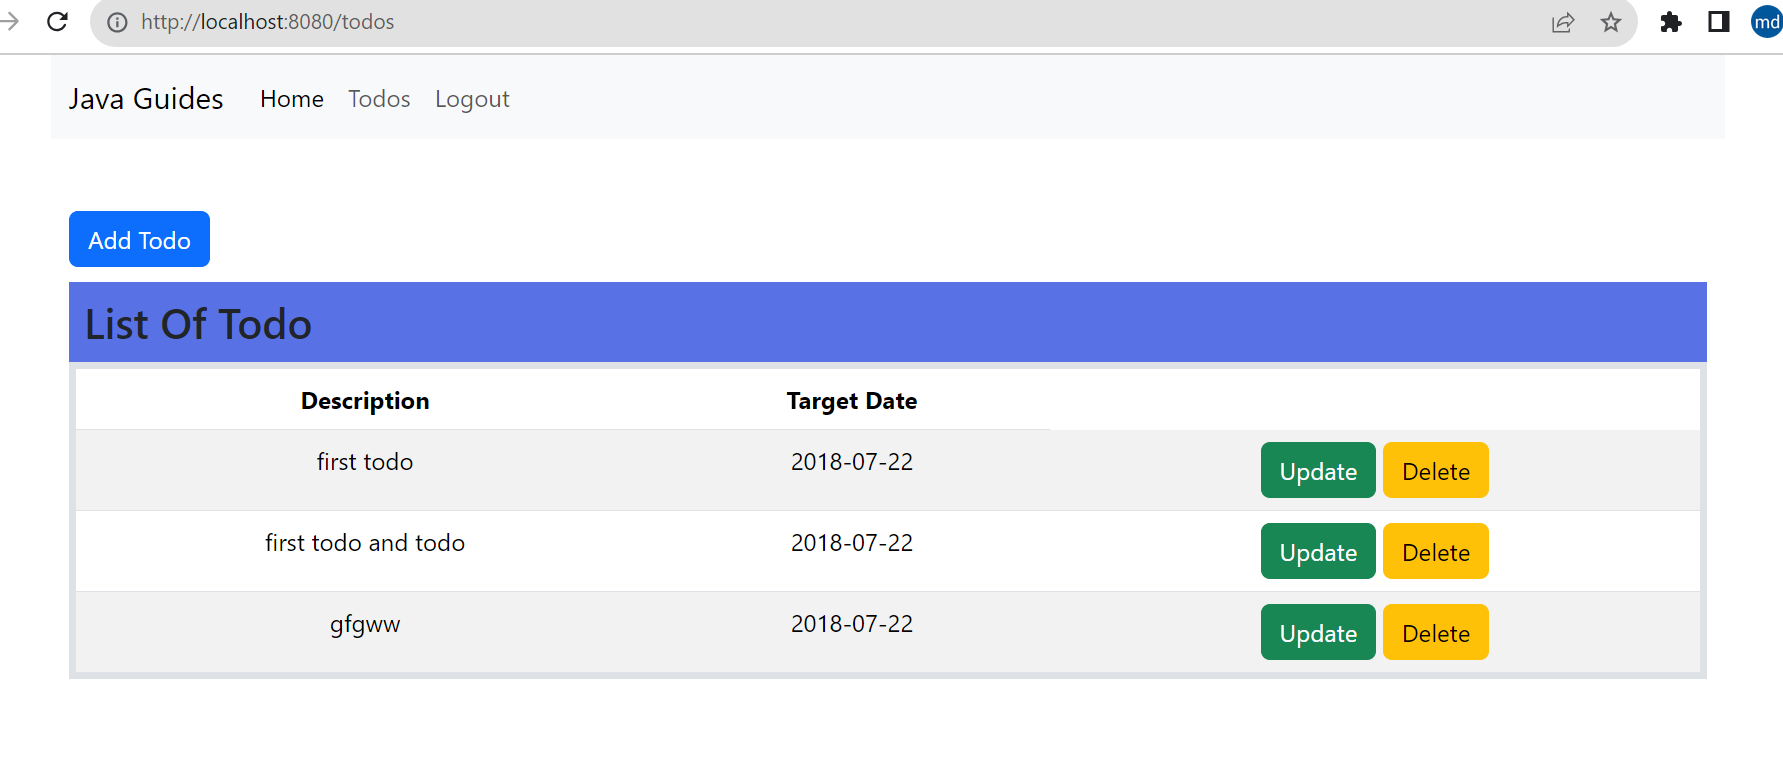 http://localhost:8080/todos
md
Java Guides Home Todos Logout
Add Todo
List Of Todo
Description Target Date
first todo 2018-07-22 Update Delete
first todo and todo 2018-07-22 Update Delete
gfgww 2018-07-22 Update Delete